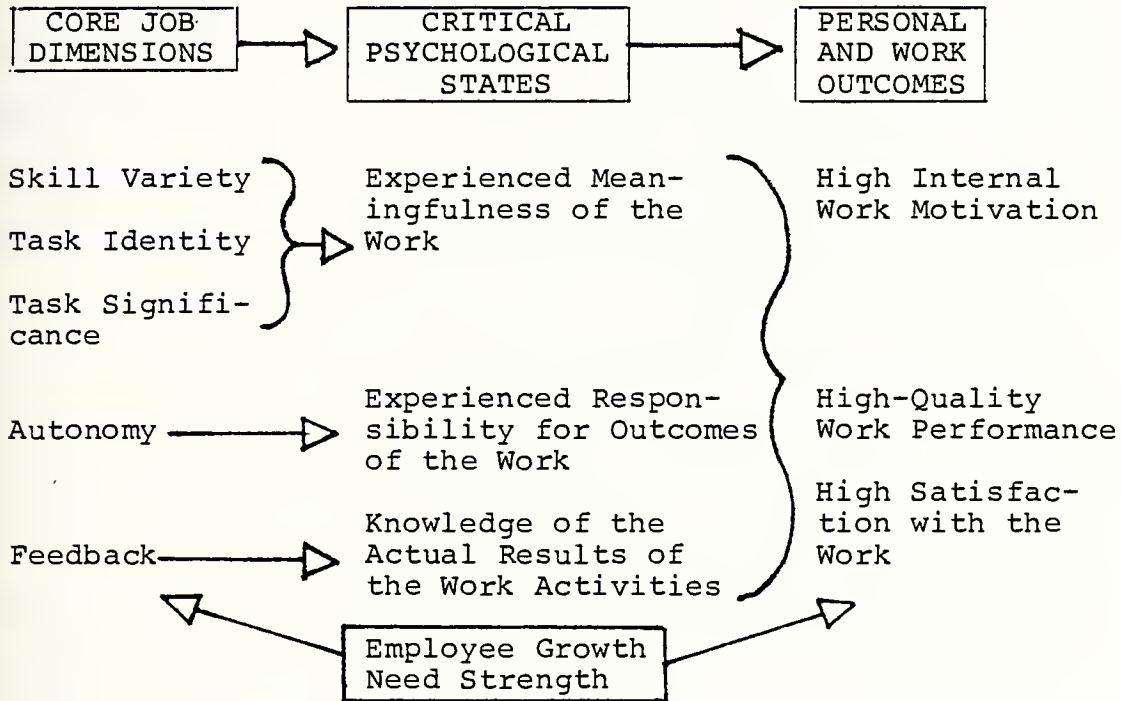 CORE JOB
DIMENSIONS
CRITICAL
PSYCHOLOGICAL
STATES
PERSONAL
AND WORK
OUTCOMES
Skill Variety
Task Identity
Task Signifi-
cance
Experienced Mean-
ingfulness of the
Work
High Internal
Work Motivation
Autonomy
Experienced Respon-
sibility for Outcomes
of the Work
High-Quality
Work Performance
Feedback
Knowledge of the
Actual Results of
the Work Activities
High Satisfac-
tion with the
Work
Employee Growth
Need Strength